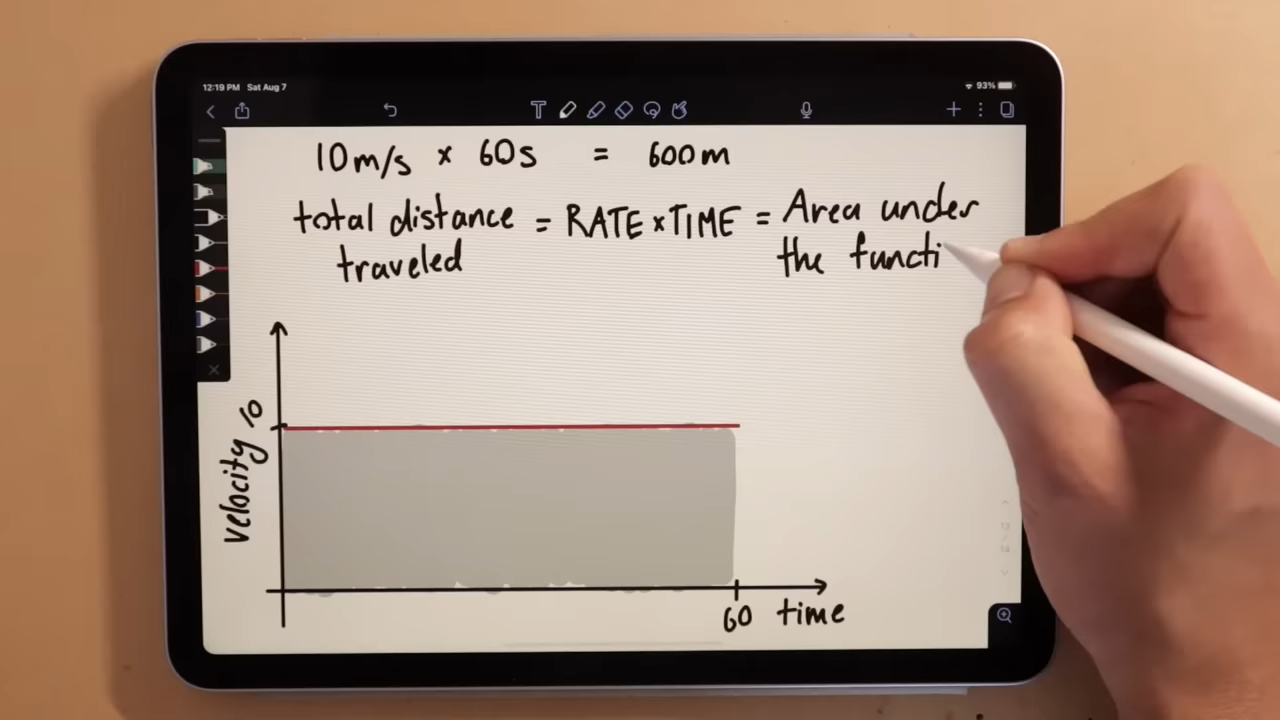 12:19 PM Sat Aug 7
93%
10m/s × 60s = 600m
total distance = RATE × TIME = Area under
traveled the functi
velocity 10
60 time